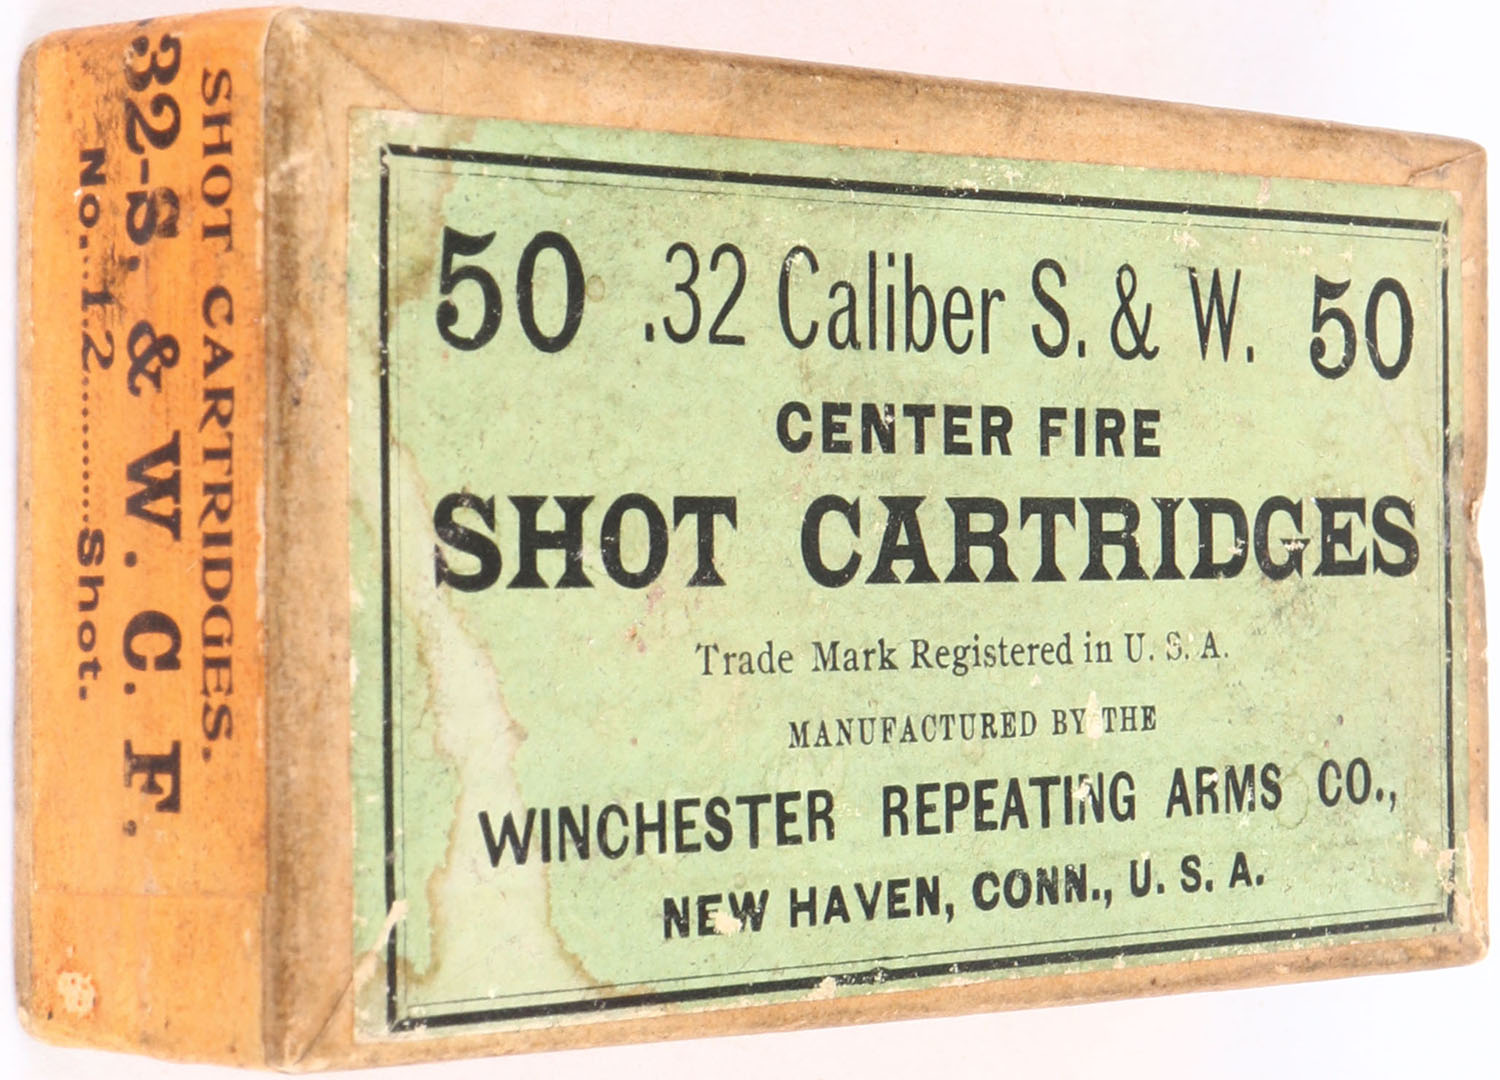 50 .32 Caliber S. & W. 50
CENTER FIRE
SHOT CARTRIDGES
Trade Mark Registered in U. S. A.
MANUFACTURED BY THE
WINCHESTER REPEATING ARMS CO.,
NEW HAVEN, CONN., U. S. A.
SHOT CARTRIDGES.
.32-S. & W. C. F.
No...12..........Shot.